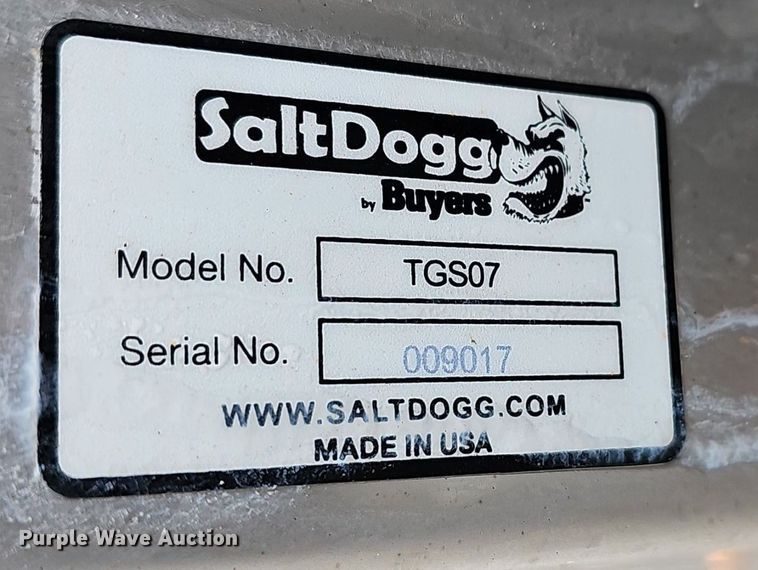 SaltDogg
by Buyers
Model No. TGS07
Serial No. 009017
WWW.SALTDOGG.COM
MADE IN USA
Purple Wave Auction